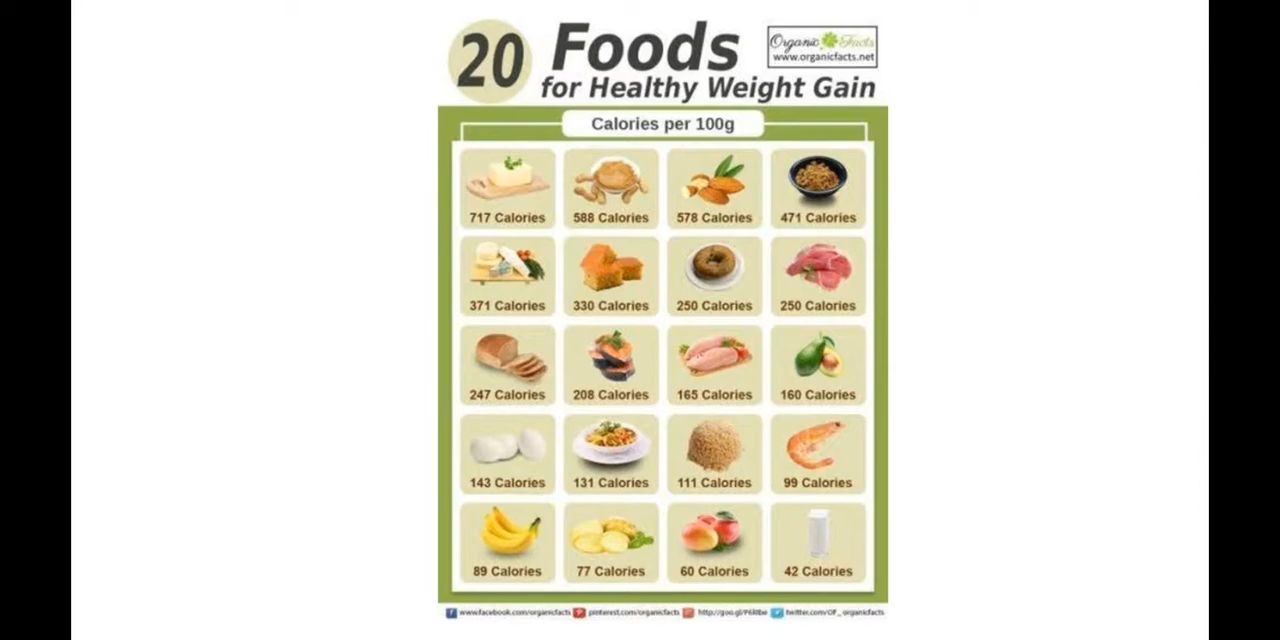 20 Foods
for Healthy Weight Gain
Organic Facts
www.organicfacts.net
Calories per 100g
717 Calories
588 Calories
578 Calories
471 Calories
371 Calories
330 Calories
250 Calories
250 Calories
247 Calories
208 Calories
165 Calories
160 Calories
143 Calories
131 Calories
111 Calories
99 Calories
89 Calories
77 Calories
60 Calories
42 Calories
www.facebook.com/organicfacts
pinterest.com/organicfacts
twitter.com/OF_organicfacts